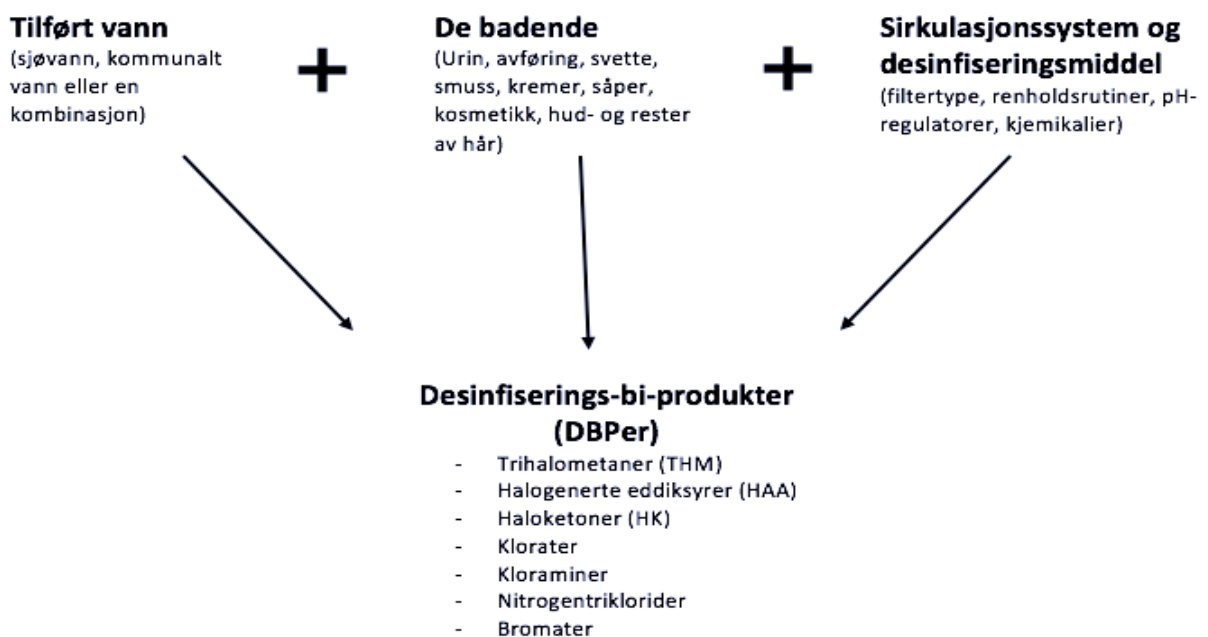 Tilført vann
(sjøvann, kommunalt
vann eller en
kombinasjon)
+
De badende
(Urin, avføring, svette,
smuss, kremer, såper,
kosmetikk, hud- og rester
av hår)
+
Sirkulasjonssystem og
desinfiseringsmiddel
(filtertype, renholdsrutiner, pH-
regulatorer, kjemikalier)
Desinfiserings-bi-produkter
(DBPer)
- Trihalometaner (THM)
- Halogenerte eddiksyrer (HAA)
- Haloketoner (HK)
- Klorater
- Kloraminer
- Nitrogentriklorider
- Bromater